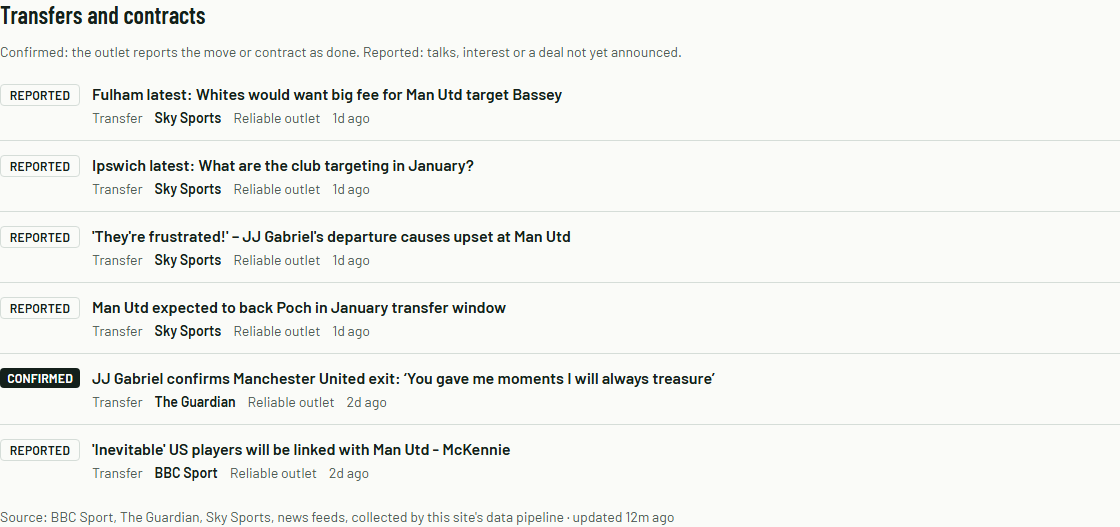 Transfers and contracts
Confirmed: the outlet reports the move or contract as done. Reported: talks, interest or a deal not yet announced.
REPORTED Fulham latest: Whites would want big fee for Man Utd target Bassey
Transfer Sky Sports Reliable outlet 1d ago
REPORTED Ipswich latest: What are the club targeting in January?
Transfer Sky Sports Reliable outlet 1d ago
REPORTED 'They're frustrated!' – JJ Gabriel's departure causes upset at Man Utd
Transfer Sky Sports Reliable outlet 1d ago
REPORTED Man Utd expected to back Poch in January transfer window
Transfer Sky Sports Reliable outlet 1d ago
CONFIRMED JJ Gabriel confirms Manchester United exit: ‘You gave me moments I will always treasure’
Transfer The Guardian Reliable outlet 2d ago
REPORTED 'Inevitable' US players will be linked with Man Utd - McKennie
Transfer BBC Sport Reliable outlet 2d ago
Source: BBC Sport, The Guardian, Sky Sports, news feeds, collected by this site's data pipeline · updated 12m ago